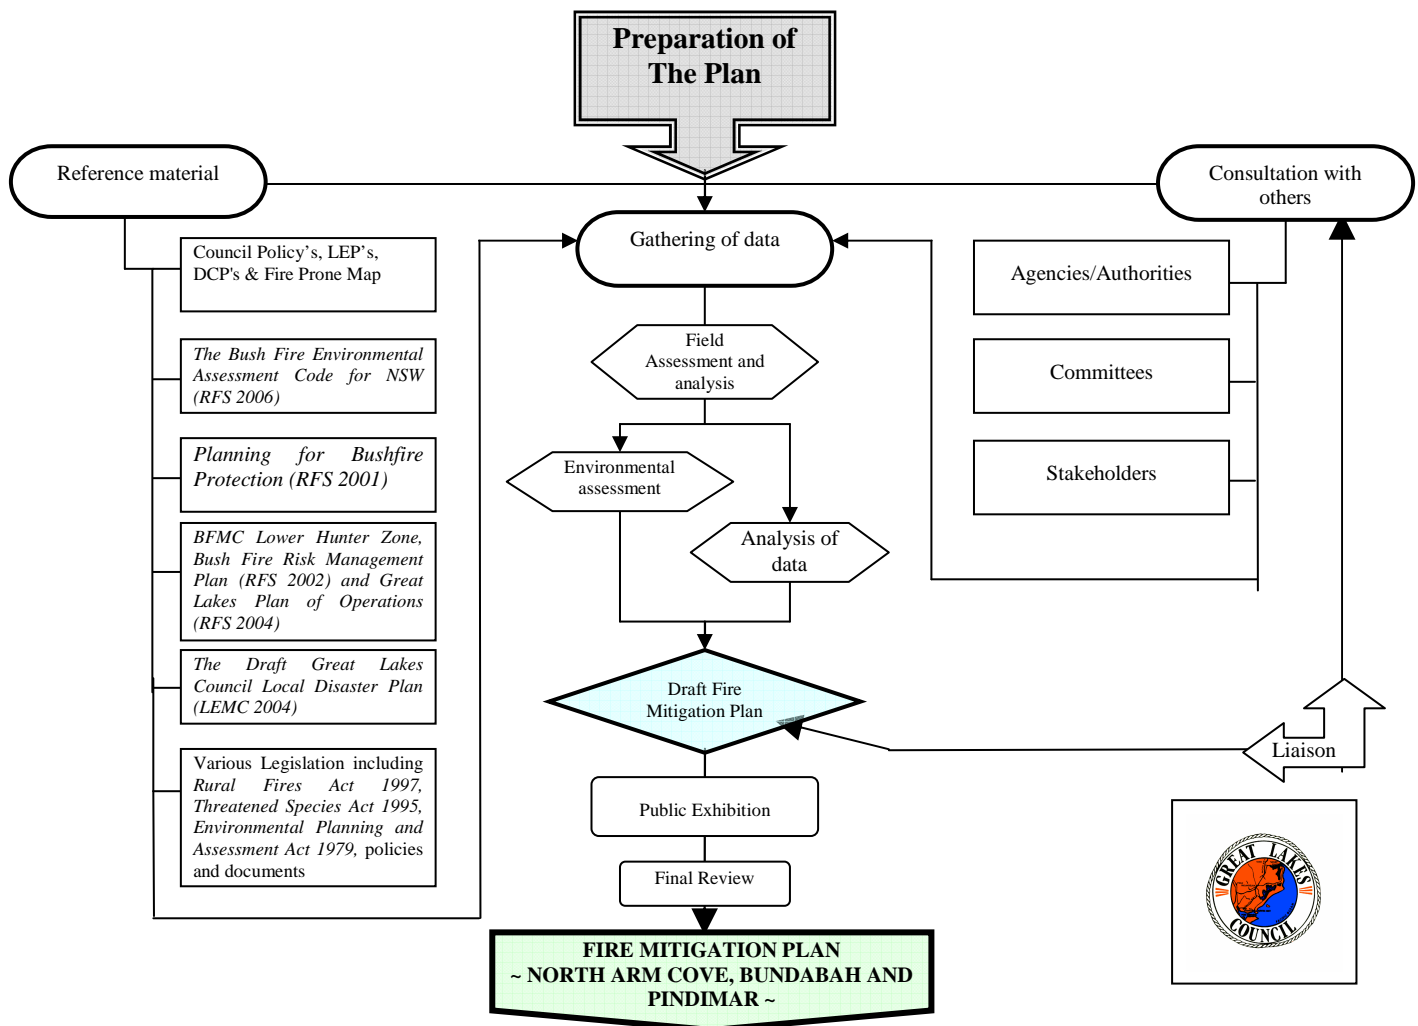 Preparation of
The Plan
Reference material
Consultation with
others
Gathering of data
Council Policy's, LEP's,
DCP's & Fire Prone Map
The Bush Fire Environmental
Assessment Code for NSW
(RFS 2006)
Planning for Bushfire
Protection (RFS 2001)
BFMC Lower Hunter Zone,
Bush Fire Risk Management
Plan (RFS 2002) and Great
Lakes Plan of Operations
(RFS 2004)
The Draft Great Lakes
Council Local Disaster Plan
(LEMC 2004)
Various Legislation including
Rural Fires Act 1997,
Threatened Species Act 1995,
Environmental Planning and
Assessment Act 1979, policies
and documents
Field
Assessment and
analysis
Environmental
assessment
Analysis of
data
Agencies/Authorities
Committees
Stakeholders
Draft Fire
Mitigation Plan
Liaison
Public Exhibition
Final Review
FIRE MITIGATION PLAN
~ NORTH ARM COVE, BUNDABAH AND
PINDIMAR ~
GREAT LAKES
COUNCIL